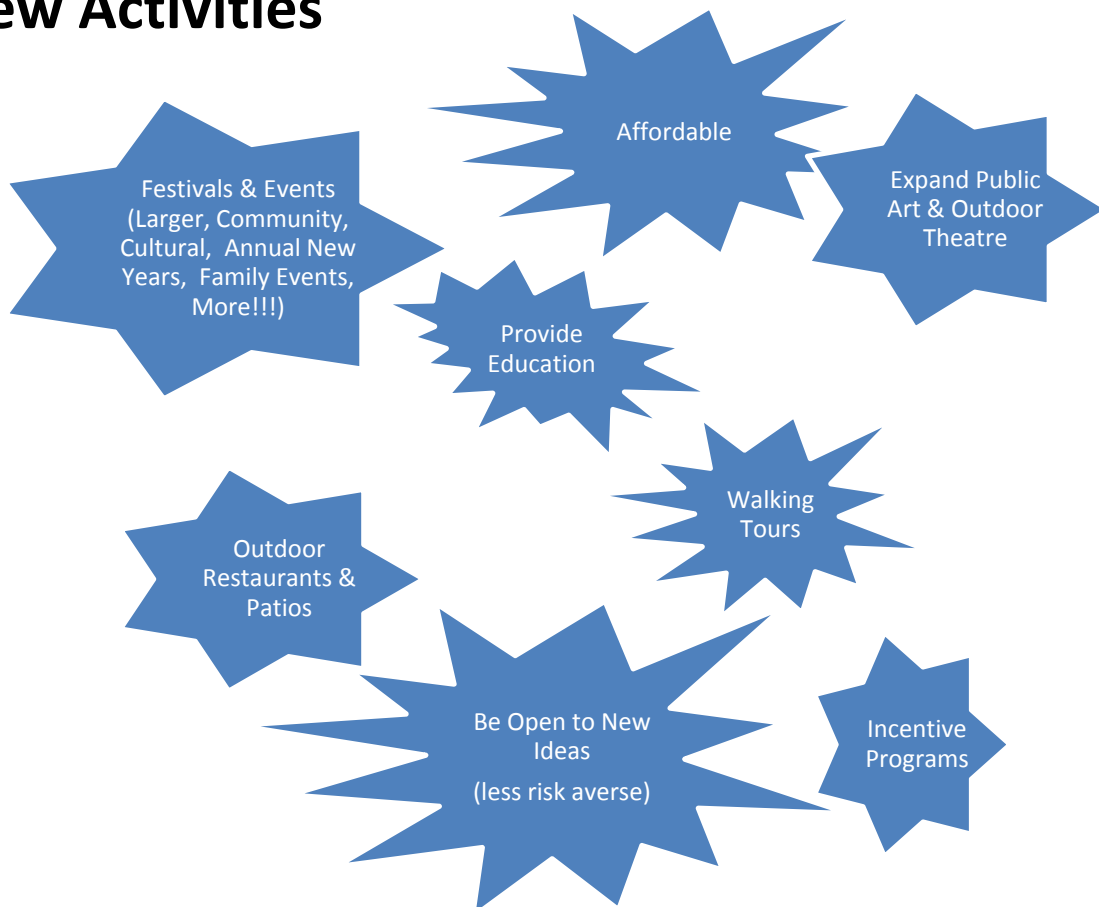 ew Activities
Affordable
Expand Public
Art & Outdoor
Theatre
Festivals & Events
(Larger, Community,
Cultural, Annual New
Years, Family Events,
More!!!)
Provide
Education
Walking
Tours
Outdoor
Restaurants &
Patios
Be Open to New
Ideas
(less risk averse)
Incentive
Programs